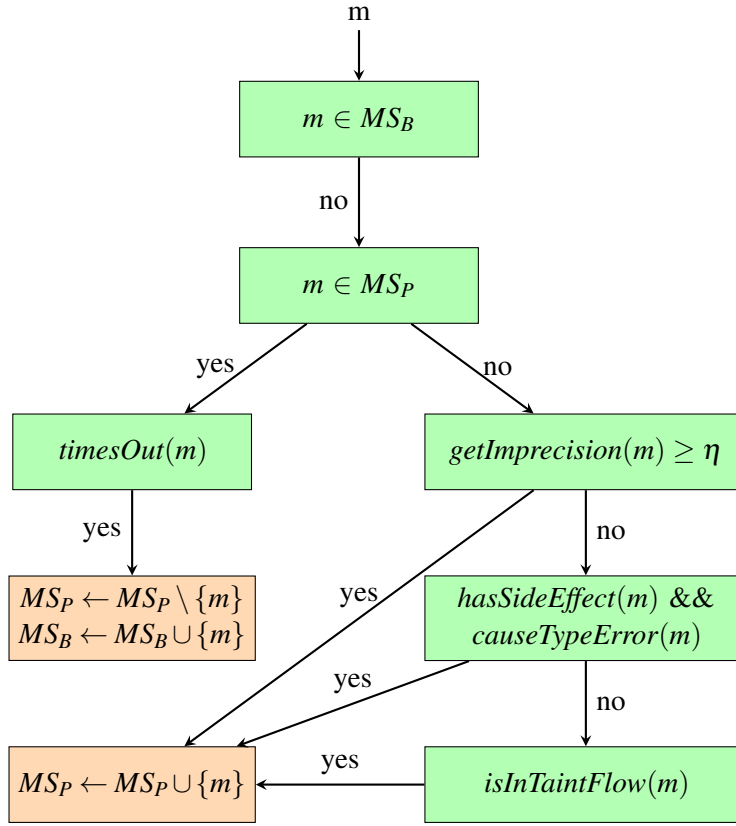 m
m ∈ MS_B
no
m ∈ MS_P
yes
no
timesOut(m)
getImprecision(m) ≥ η
yes
no
MS_P ← MS_P \ {m}
MS_B ← MS_B ∪ {m}
yes
hasSideEffect(m) &&
causeTypeError(m)
yes
no
MS_P ← MS_P ∪ {m}
yes
isInTaintFlow(m)